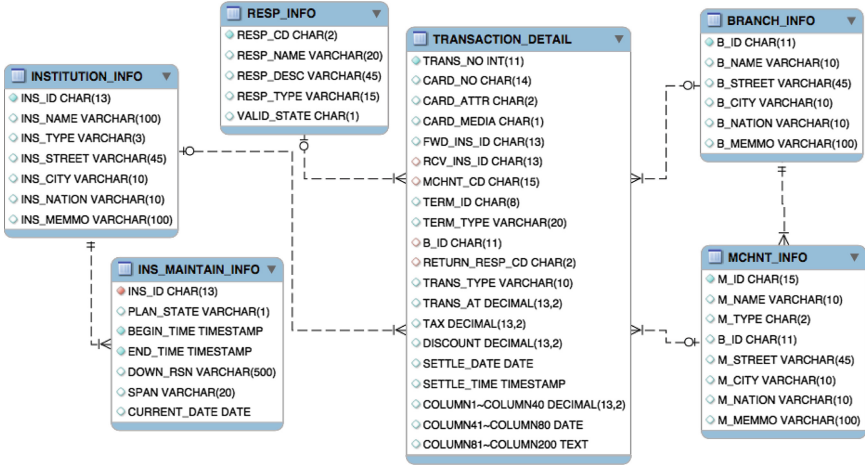 RESP_INFO
RESP_CD CHAR(2)
RESP_NAME VARCHAR(20)
RESP_DESC VARCHAR(45)
RESP_TYPE VARCHAR(15)
VALID_STATE CHAR(1)
INSTITUTION_INFO
INS_ID CHAR(13)
INS_NAME VARCHAR(100)
INS_TYPE VARCHAR(3)
INS_STREET VARCHAR(45)
INS_CITY VARCHAR(10)
INS_NATION VARCHAR(10)
INS_MEMMO VARCHAR(100)
INS_MAINTAIN_INFO
INS_ID CHAR(13)
PLAN_STATE VARCHAR(1)
BEGIN_TIME TIMESTAMP
END_TIME TIMESTAMP
DOWN_RSN VARCHAR(500)
SPAN VARCHAR(20)
CURRENT_DATE DATE
TRANSACTION_DETAIL
TRANS_NO INT(11)
CARD_NO CHAR(14)
CARD_ATTR CHAR(2)
CARD_MEDIA CHAR(1)
FWD_INS_ID CHAR(13)
RCV_INS_ID CHAR(13)
MCHNT_CD CHAR(15)
TERM_ID CHAR(8)
TERM_TYPE VARCHAR(20)
B_ID CHAR(11)
RETURN_RESP_CD CHAR(2)
TRANS_TYPE VARCHAR(10)
TRANS_AT DECIMAL(13,2)
TAX DECIMAL(13,2)
DISCOUNT DECIMAL(13,2)
SETTLE_DATE DATE
SETTLE_TIME TIMESTAMP
COLUMN1~COLUMN40 DECIMAL(13,2)
COLUMN41~COLUMN80 DATE
COLUMN81~COLUMN200 TEXT
BRANCH_INFO
B_ID CHAR(11)
B_NAME VARCHAR(10)
B_STREET VARCHAR(45)
B_CITY VARCHAR(10)
B_NATION VARCHAR(10)
B_MEMMO VARCHAR(100)
MCHNT_INFO
M_ID CHAR(15)
M_NAME VARCHAR(10)
M_TYPE CHAR(2)
B_ID CHAR(11)
M_STREET VARCHAR(45)
M_CITY VARCHAR(10)
M_NATION VARCHAR(10)
M_MEMMO VARCHAR(100)